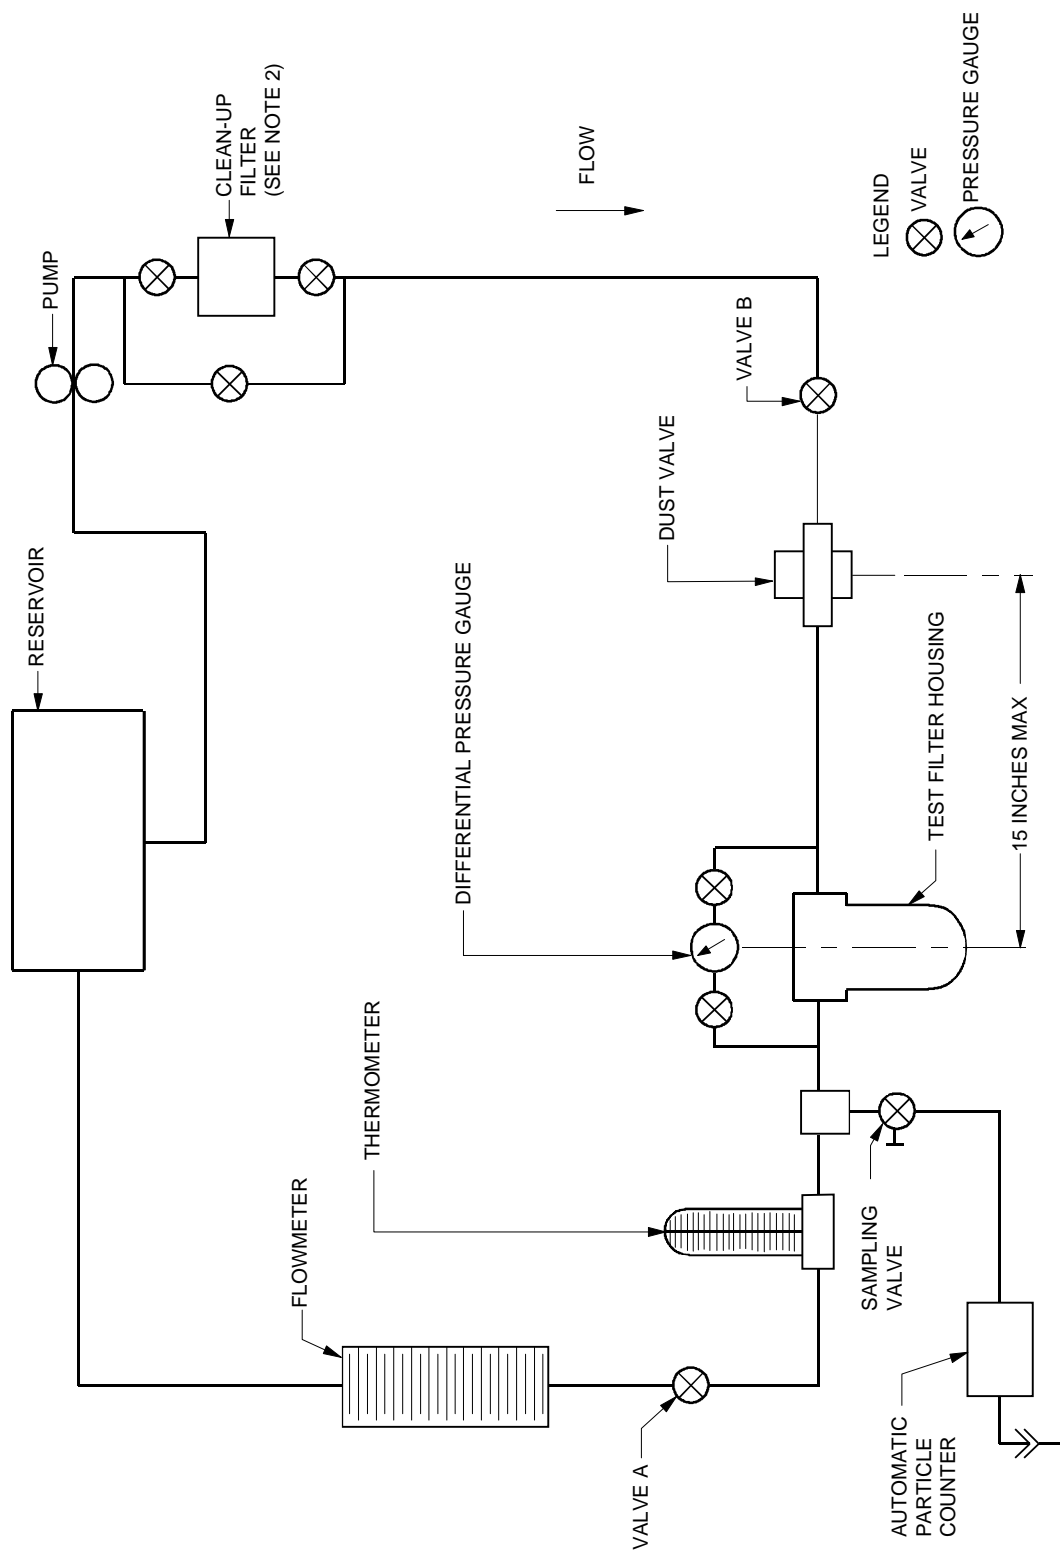 RESERVOIR
PUMP
CLEAN-UP
FILTER
(SEE NOTE 2)
FLOW
LEGEND
VALVE
PRESSURE GAUGE
VALVE B
DUST VALVE
DIFFERENTIAL PRESSURE GAUGE
TEST FILTER HOUSING
15 INCHES MAX
THERMOMETER
FLOWMETER
SAMPLING
VALVE
VALVE A
AUTOMATIC
PARTICLE
COUNTER